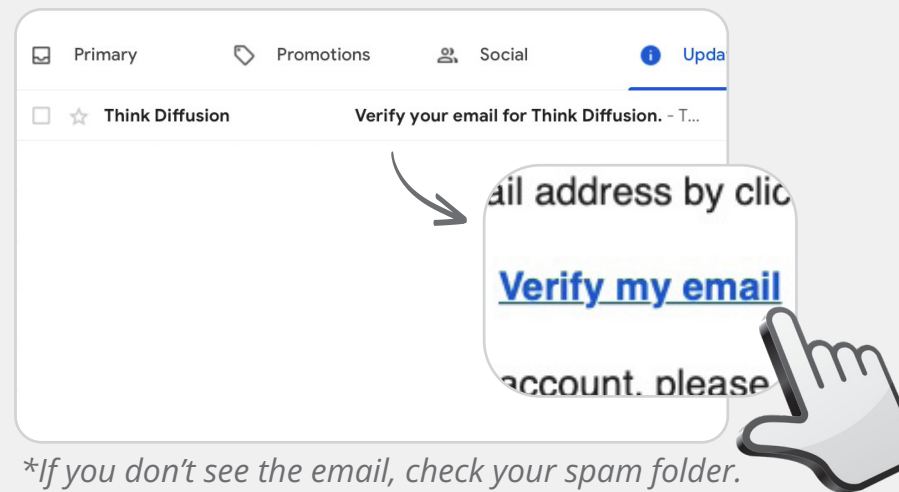 Primary Promotions Social Upda
Think Diffusion Verify your email for Think Diffusion. - T...
ail address by clic
Verify my email
account, please
*If you don't see the email, check your spam folder.